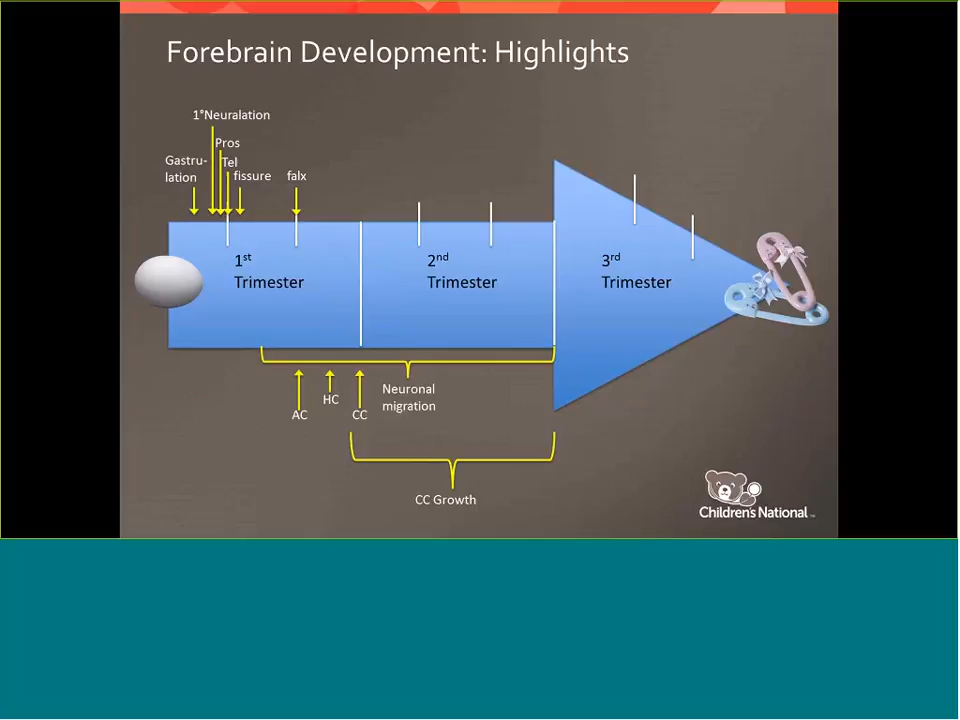 Forebrain Development: Highlights
1°Neuralation
Pros
Gastru-
lation
Tel
fissure
falx
1st
Trimester
2nd
Trimester
3rd
Trimester
AC
HC
CC
Neuronal
migration
CC Growth
Children's National